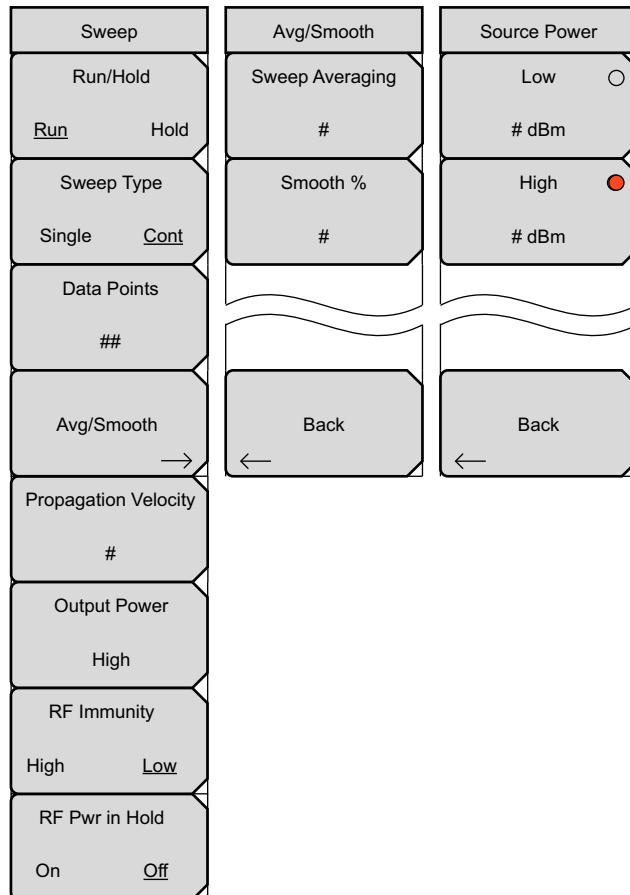 Sweep
Run/Hold
Run Hold
Sweep Type
Single Cont
Data Points
##
Avg/Smooth
Propagation Velocity
#
Output Power
High
RF Immunity
High Low
RF Pwr in Hold
On Off
Avg/Smooth
Sweep Averaging
#
Smooth %
#
Back
Source Power
Low
# dBm
High
# dBm
Back